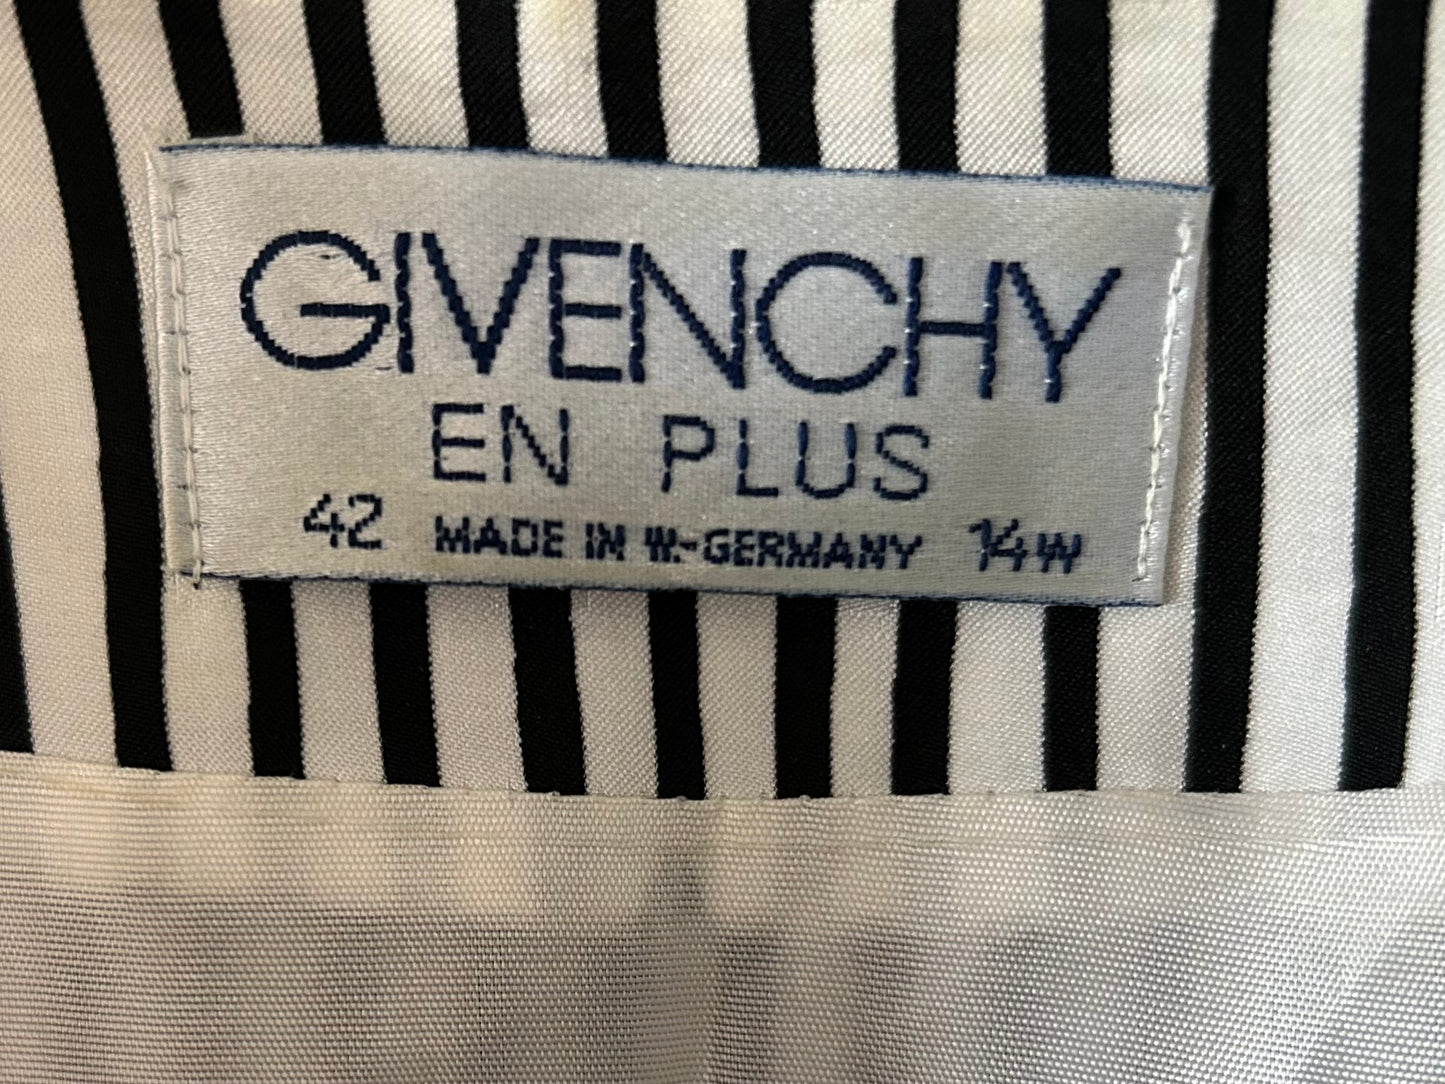 GIVENCHY
EN PLUS
42 MADE IN W.-GERMANY 14W